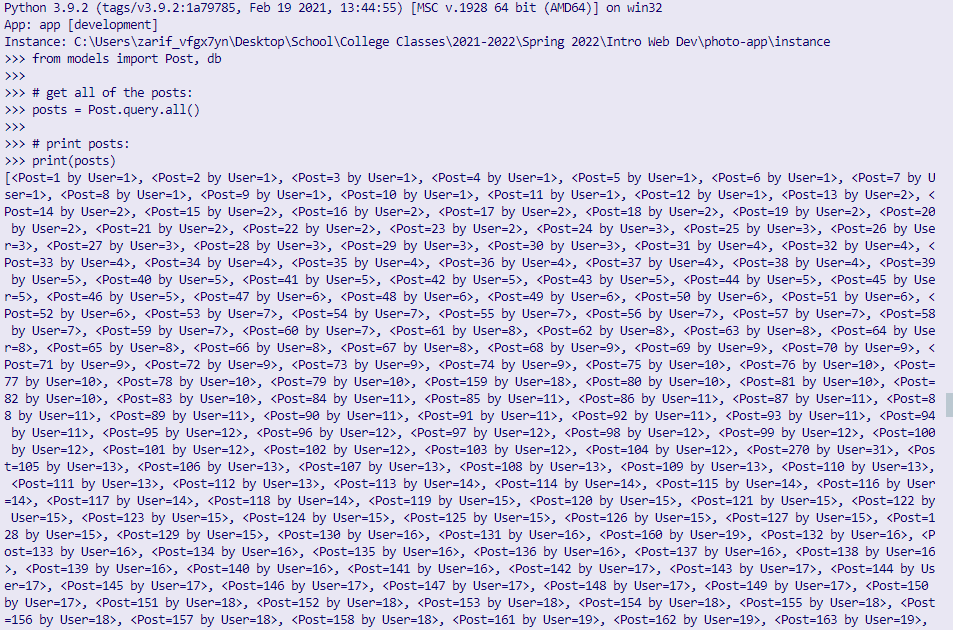 Python 3.9.2 (tags/v3.9.2:1a79785, Feb 19 2021, 13:44:55) [MSC v.1928 64 bit (AMD64)] on win32
App: app [development]
Instance: C:\Users\zarif_vfgx7yn\Desktop\School\College Classes\2021-2022\Spring 2022\Intro Web Dev\photo-app\instance
>>> from models import Post, db
>>>
>>> # get all of the posts:
>>> posts = Post.query.all()
>>>
>>> # print posts:
>>> print(posts)
[<Post=1 by User=1>, <Post=2 by User=1>, <Post=3 by User=1>, <Post=4 by User=1>, <Post=5 by User=1>, <Post=6 by User=1>, <Post=7 by U
ser=1>, <Post=8 by User=1>, <Post=9 by User=1>, <Post=10 by User=1>, <Post=11 by User=1>, <Post=12 by User=1>, <Post=13 by User=2>, <
Post=14 by User=2>, <Post=15 by User=2>, <Post=16 by User=2>, <Post=17 by User=2>, <Post=18 by User=2>, <Post=19 by User=2>, <Post=20
 by User=2>, <Post=21 by User=2>, <Post=22 by User=2>, <Post=23 by User=2>, <Post=24 by User=3>, <Post=25 by User=3>, <Post=26 by Use
r=3>, <Post=27 by User=3>, <Post=28 by User=3>, <Post=29 by User=3>, <Post=30 by User=3>, <Post=31 by User=4>, <Post=32 by User=4>, <
Post=33 by User=4>, <Post=34 by User=4>, <Post=35 by User=4>, <Post=36 by User=4>, <Post=37 by User=4>, <Post=38 by User=4>, <Post=39
 by User=5>, <Post=40 by User=5>, <Post=41 by User=5>, <Post=42 by User=5>, <Post=43 by User=5>, <Post=44 by User=5>, <Post=45 by Use
r=5>, <Post=46 by User=5>, <Post=47 by User=6>, <Post=48 by User=6>, <Post=49 by User=6>, <Post=50 by User=6>, <Post=51 by User=6>, <
Post=52 by User=6>, <Post=53 by User=7>, <Post=54 by User=7>, <Post=55 by User=7>, <Post=56 by User=7>, <Post=57 by User=7>, <Post=58
 by User=7>, <Post=59 by User=7>, <Post=60 by User=7>, <Post=61 by User=8>, <Post=62 by User=8>, <Post=63 by User=8>, <Post=64 by Use
r=8>, <Post=65 by User=8>, <Post=66 by User=8>, <Post=67 by User=8>, <Post=68 by User=9>, <Post=69 by User=9>, <Post=70 by User=9>, <
Post=71 by User=9>, <Post=72 by User=9>, <Post=73 by User=9>, <Post=74 by User=9>, <Post=75 by User=10>, <Post=76 by User=10>, <Post=
77 by User=10>, <Post=78 by User=10>, <Post=79 by User=10>, <Post=159 by User=18>, <Post=80 by User=10>, <Post=81 by User=10>, <Post=
82 by User=10>, <Post=83 by User=10>, <Post=84 by User=11>, <Post=85 by User=11>, <Post=86 by User=11>, <Post=87 by User=11>, <Post=8
8 by User=11>, <Post=89 by User=11>, <Post=90 by User=11>, <Post=91 by User=11>, <Post=92 by User=11>, <Post=93 by User=11>, <Post=94
 by User=11>, <Post=95 by User=12>, <Post=96 by User=12>, <Post=97 by User=12>, <Post=98 by User=12>, <Post=99 by User=12>, <Post=100
 by User=12>, <Post=101 by User=12>, <Post=102 by User=12>, <Post=103 by User=12>, <Post=104 by User=12>, <Post=270 by User=31>, <Pos
t=105 by User=13>, <Post=106 by User=13>, <Post=107 by User=13>, <Post=108 by User=13>, <Post=109 by User=13>, <Post=110 by User=13>,
 <Post=111 by User=13>, <Post=112 by User=13>, <Post=113 by User=14>, <Post=114 by User=14>, <Post=115 by User=14>, <Post=116 by User
=14>, <Post=117 by User=14>, <Post=118 by User=14>, <Post=119 by User=15>, <Post=120 by User=15>, <Post=121 by User=15>, <Post=122 by
 User=15>, <Post=123 by User=15>, <Post=124 by User=15>, <Post=125 by User=15>, <Post=126 by User=15>, <Post=127 by User=15>, <Post=1
28 by User=15>, <Post=129 by User=15>, <Post=130 by User=16>, <Post=131 by User=16>, <Post=160 by User=19>, <Post=132 by User=16>, <P
ost=133 by User=16>, <Post=134 by User=16>, <Post=135 by User=16>, <Post=136 by User=16>, <Post=137 by User=16>, <Post=138 by User=16
>, <Post=139 by User=16>, <Post=140 by User=16>, <Post=141 by User=16>, <Post=142 by User=17>, <Post=143 by User=17>, <Post=144 by Us
er=17>, <Post=145 by User=17>, <Post=146 by User=17>, <Post=147 by User=17>, <Post=148 by User=17>, <Post=149 by User=17>, <Post=150
by User=17>, <Post=151 by User=18>, <Post=152 by User=18>, <Post=153 by User=18>, <Post=154 by User=18>, <Post=155 by User=18>, <Post
=156 by User=18>, <Post=157 by User=18>, <Post=158 by User=18>, <Post=161 by User=19>, <Post=162 by User=19>, <Post=163 by User=19>,